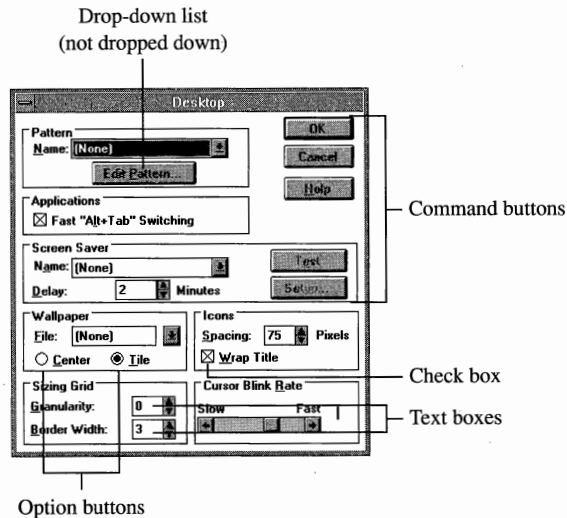 Drop-down list
(not dropped down)
Desktop
Pattern
Name: (None)
Edit Pattern...
OK
Cancel
Help
Command buttons
Applications
Fast "Alt+Tab" Switching
Screen Saver
Name: (None)
Delay: 2 Minutes
Test
Setup...
Wallpaper
File: (None)
Center Tile
Icons
Spacing: 75 Pixels
Wrap Title
Check box
Sizing Grid
Granularity: 0
Border Width: 3
Cursor Blink Rate
Slow Fast
Text boxes
Option buttons